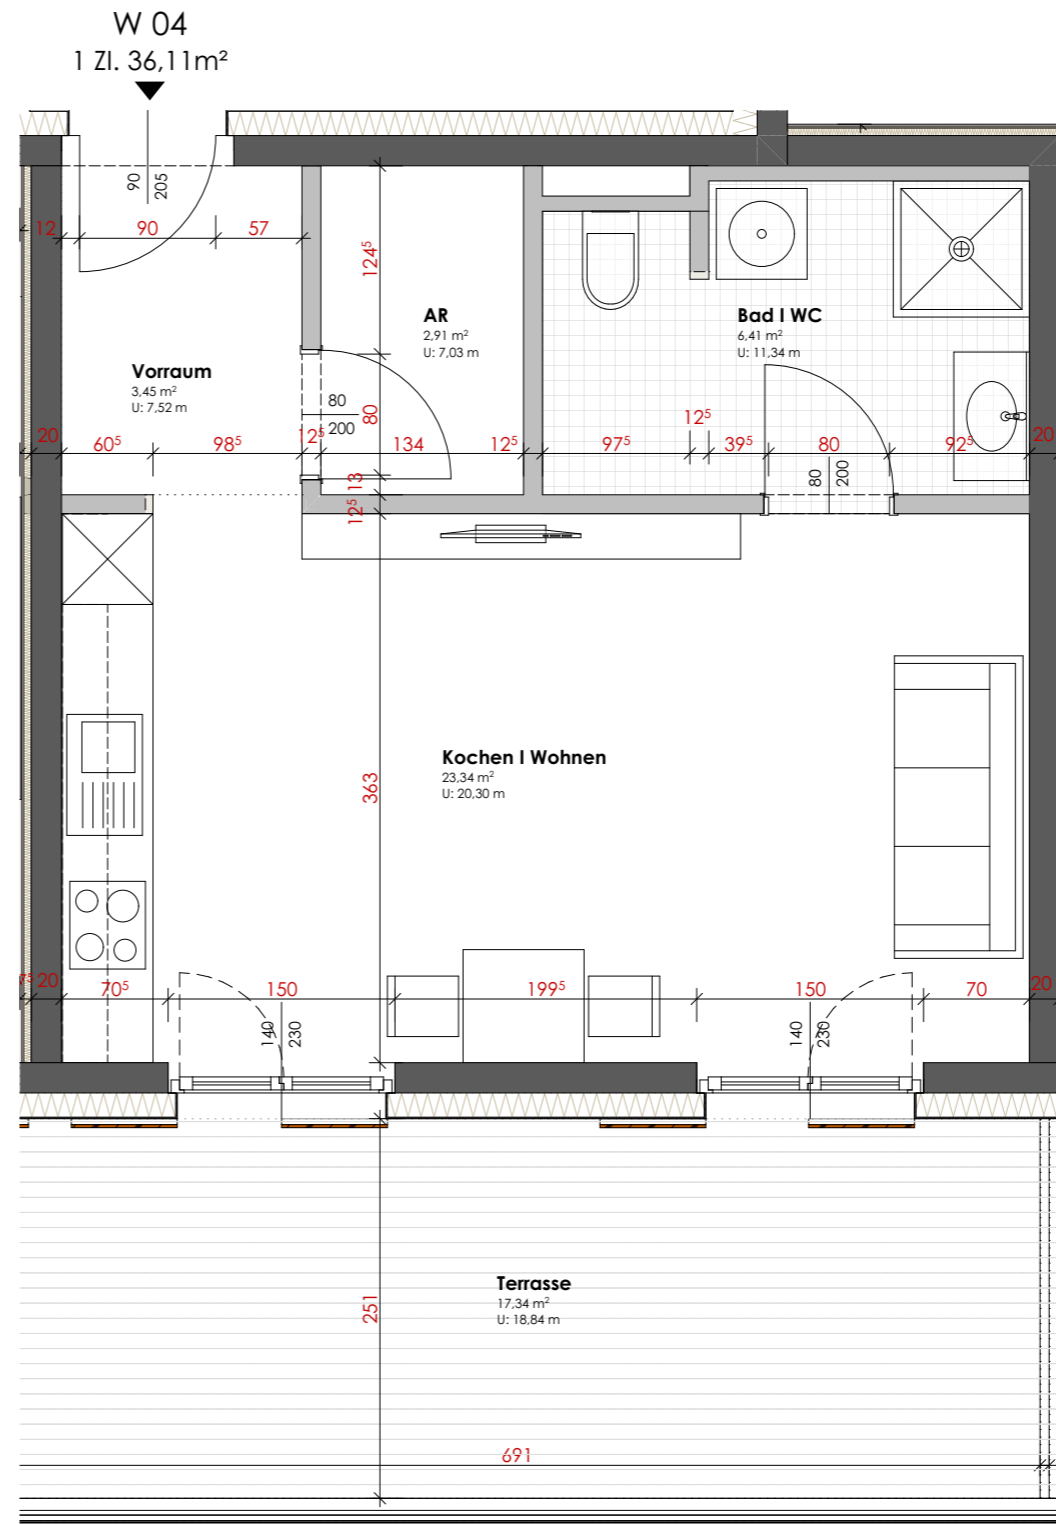 W 04
1 ZI. 36,11m²
90
205
12
90
57
124⁵
AR
2,91 m²
U: 7,03 m
Bad I WC
6,41 m²
U: 11,34 m
Vorraum
3,45 m²
U: 7,52 m
80
200
80
20
60⁵
98⁵
12⁵
134
12⁵
97⁵
12⁵
39⁵
80
92⁵
20
80
200
13
12⁵
363
Kochen I Wohnen
23,34 m²
U: 20,30 m
20
70⁵
150
199⁵
150
70
20
140
230
140
230
251
Terrasse
17,34 m²
U: 18,84 m
691